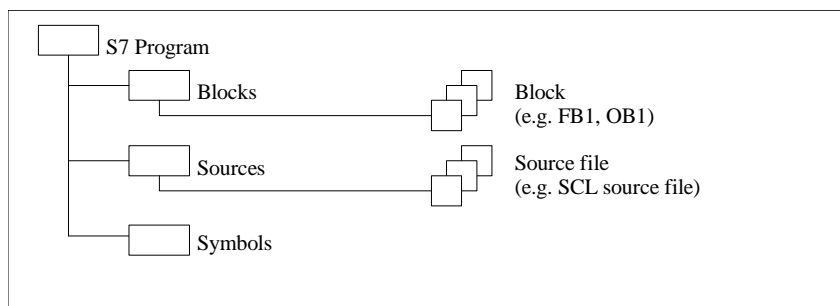 S7 Program
Blocks
Block
(e.g. FB1, OB1)
Sources
Source file
(e.g. SCL source file)
Symbols